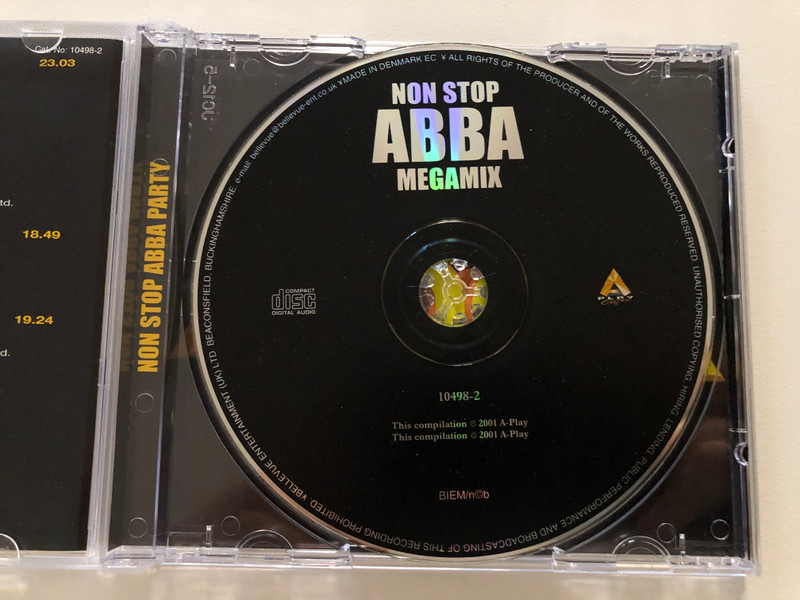 Cat. No: 10498-2
23.03
td.
18.49
19.24
d.
NON STOP ABBA PARTY
NON STOP
ABBA
MEGAMIX
COMPACT
disc
DIGITAL AUDIO
A
PLAY
10498-2
This compilation ℗ 2001 A-Play
This compilation © 2001 A-Play
BIEM/n©b
¥BELLEVUE ENTERTAINMENT (UK) LTD BEACONSFIELD, BUCKINGHAMSHIRE. e-mail: bellevue@bellevue-ent.co.uk ¥MADE IN DENMARK EC ¥ ALL RIGHTS OF THE PRODUCER AND OF THE WORKS REPRODUCED RESERVED. UNAUTHORISED COPYING, HIRING, LENDING, PUBLIC PERFORMANCE AND BROADCASTING OF THIS RECORDING PROHIBITED.